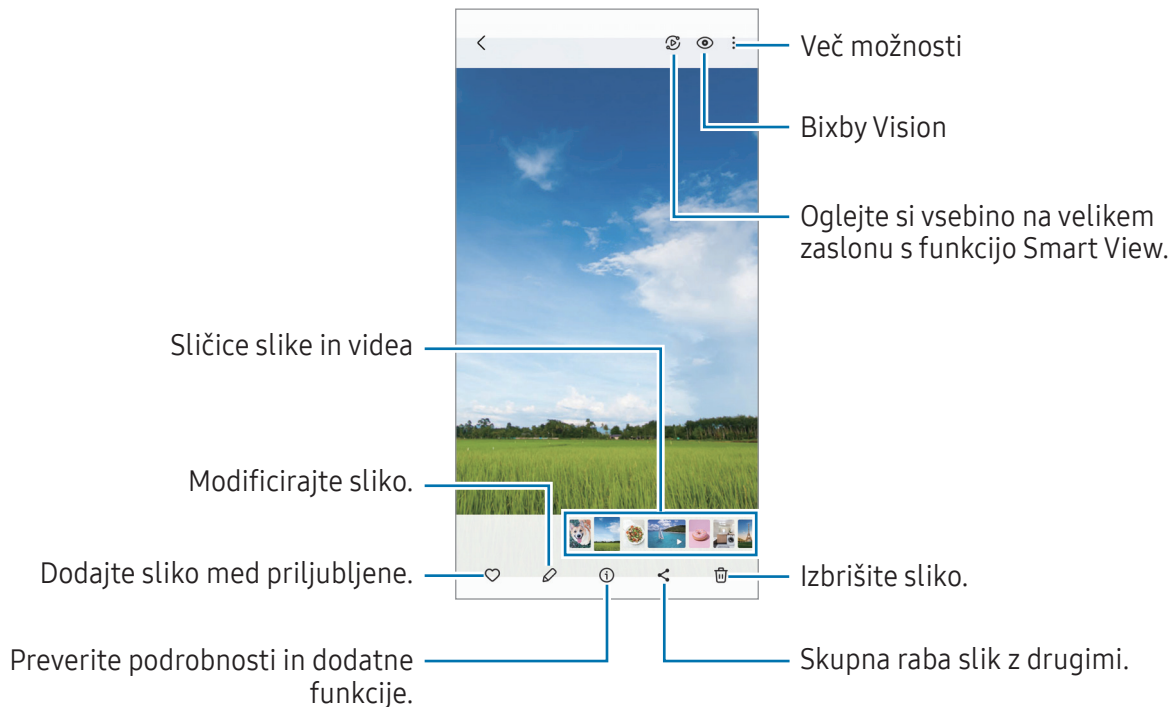 Več možnosti
Bixby Vision
Oglejte si vsebino na velikem
zaslonu s funkcijo Smart View.
Sličice slike in videa
Modificirajte sliko.
Dodajte sliko med priljubljene.
Izbrišite sliko.
Preverite podrobnosti in dodatne
funkcije.
Skupna raba slik z drugimi.